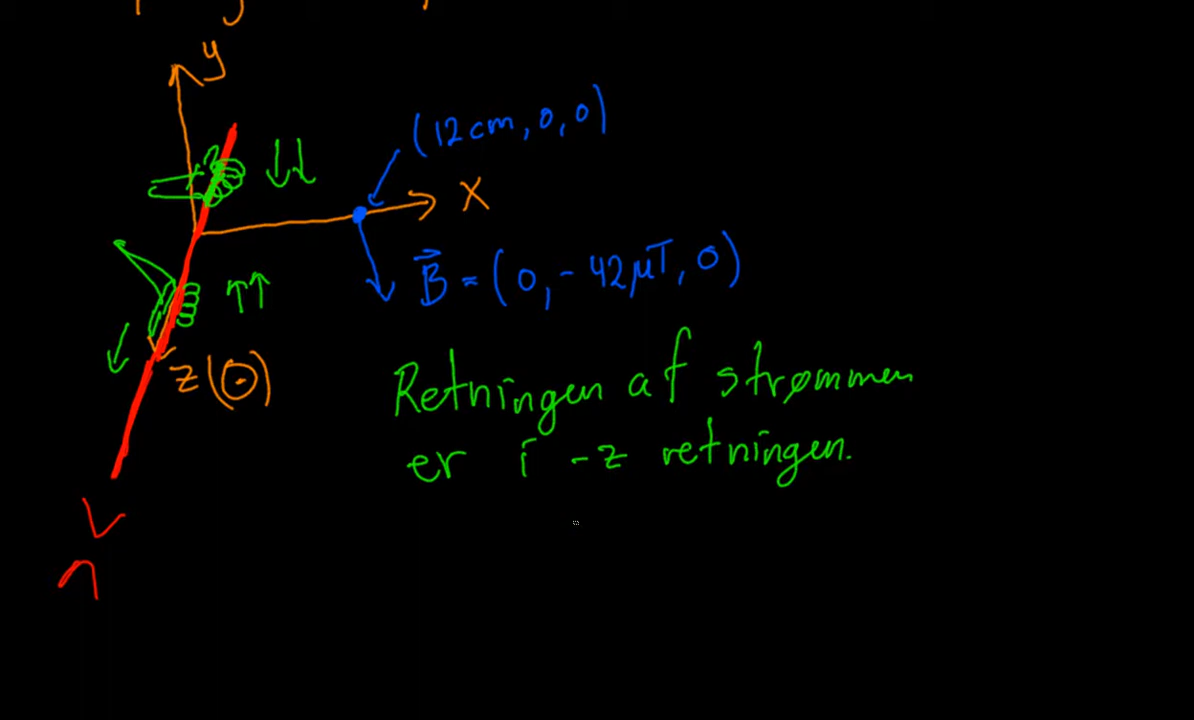 y
(12cm, 0, 0)
X
B⃗ = (0, -42μT, 0)
z(⊙)
Retningen af strømmen
er i -z retningen.